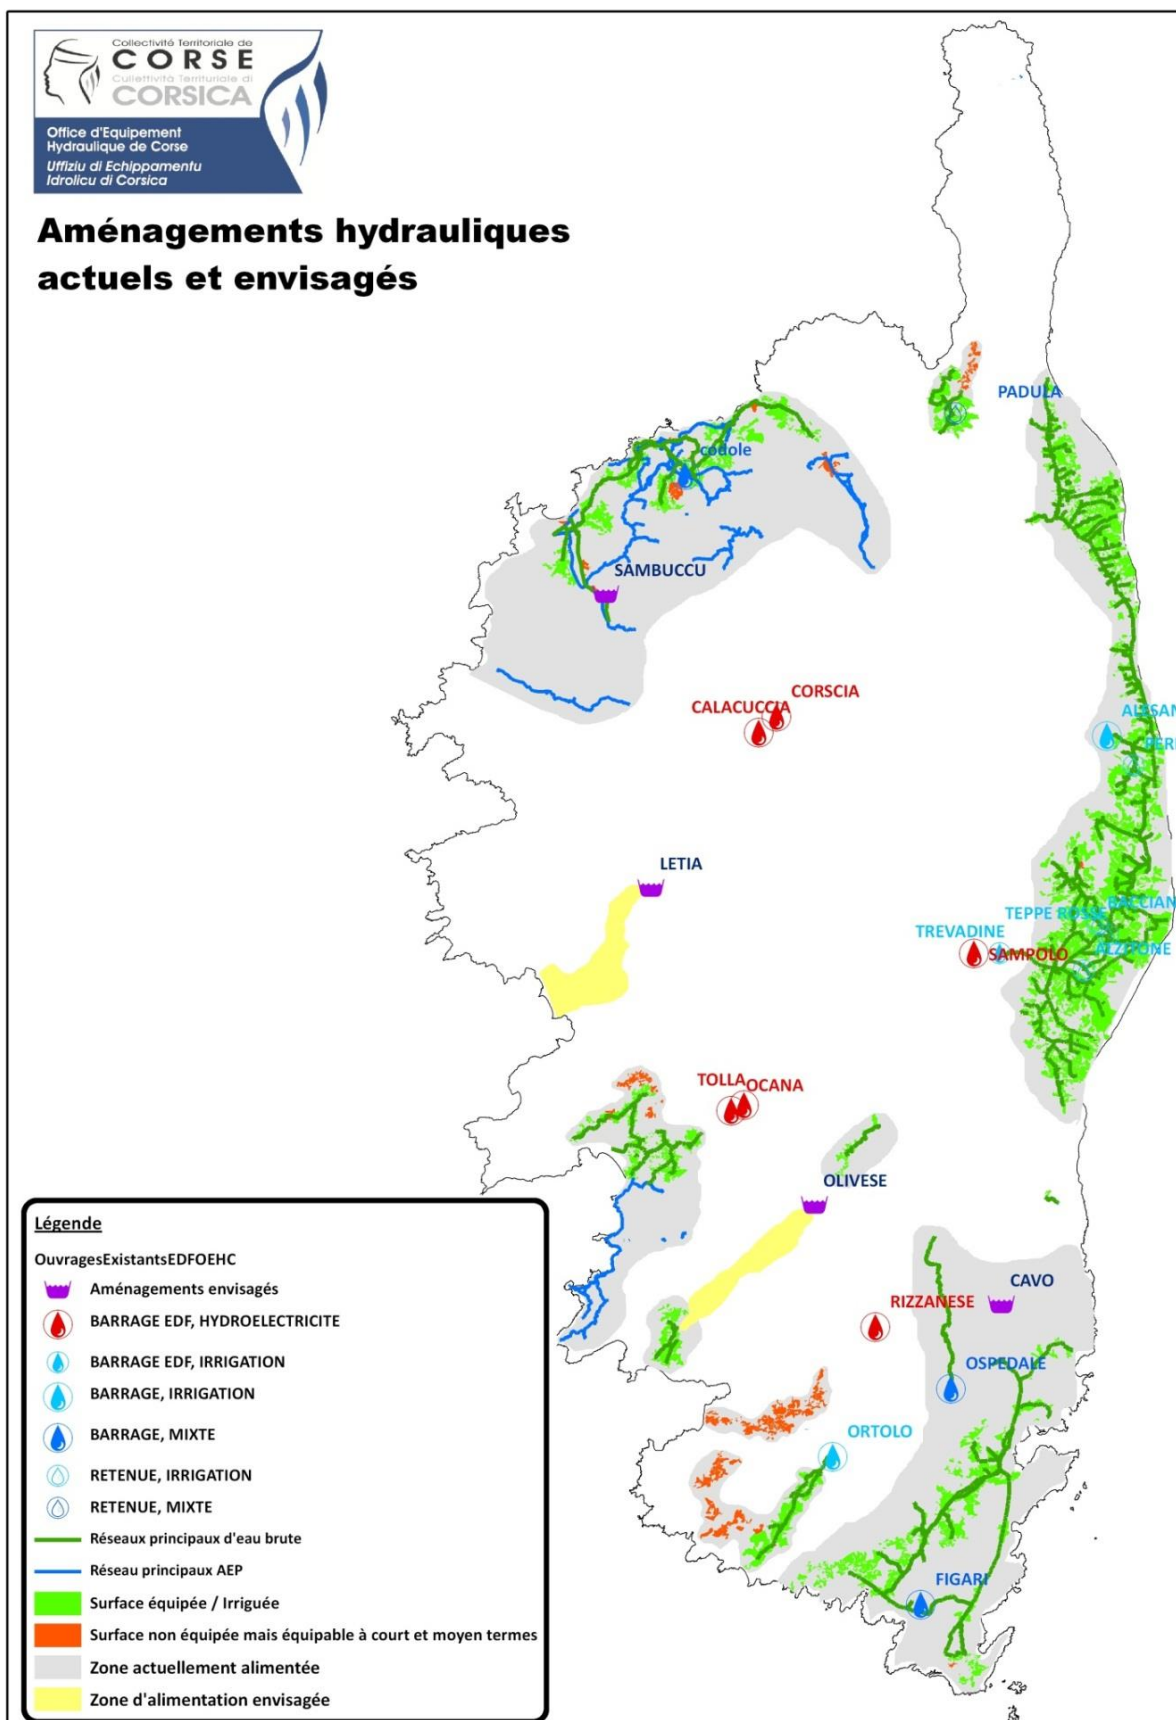 Collectivité Territoriale de
CORSE
Cullettività Territuriale di
CORSICA
Office d'Equipement
Hydraulique de Corse
Uffiziu di Echippamentu
Idrolicu di Corsica
Aménagements hydrauliques
actuels et envisagés
PADULA
codole
SAMBUCCU
CORSCIA
CALACUCCIA
ALESAN
PERI
LETIA
BACCIAN
TEPPE ROSSE
TREVADINE
SAMPOLO
ALZITONE
TOLLA
OCANA
OLIVESE
CAVO
RIZZANESE
OSPEDALE
ORTOLO
FIGARI
Légende
OuvragesExistantsEDFOEHC
Aménagements envisagés
BARRAGE EDF, HYDROELECTRICITE
BARRAGE EDF, IRRIGATION
BARRAGE, IRRIGATION
BARRAGE, MIXTE
RETENUE, IRRIGATION
RETENUE, MIXTE
Réseaux principaux d'eau brute
Réseau principaux AEP
Surface équipée / Irriguée
Surface non équipée mais équipable à court et moyen termes
Zone actuellement alimentée
Zone d'alimentation envisagée